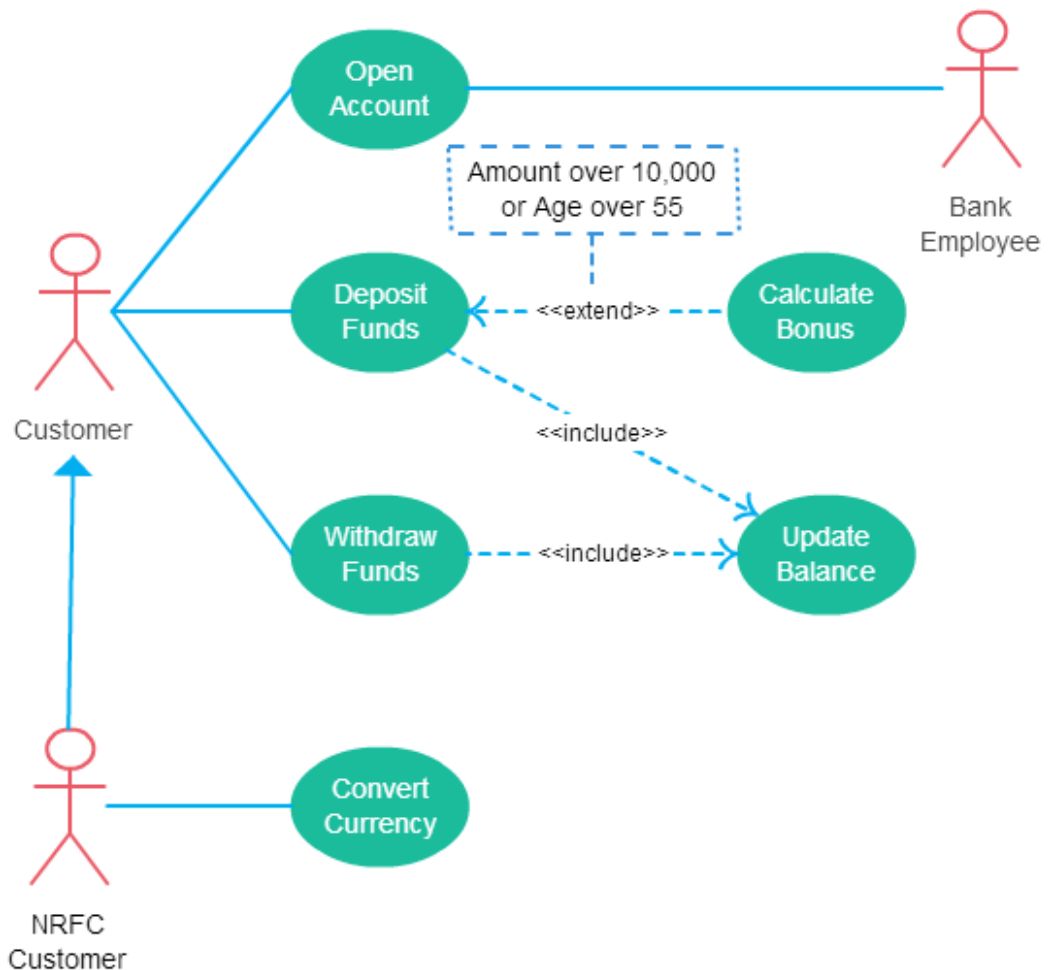 Open
Account
Amount over 10,000
or Age over 55
Bank
Employee
Deposit
Funds
<<extend>>
Calculate
Bonus
Customer
<<include>>
Withdraw
Funds
<<include>>
Update
Balance
Convert
Currency
NRFC
Customer